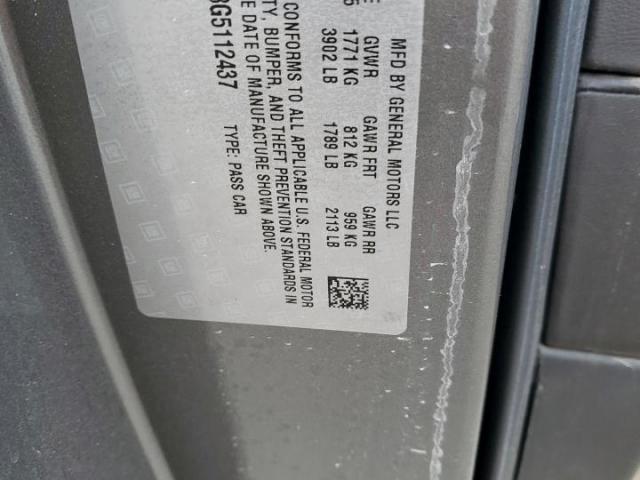 MFD BY GENERAL MOTORS LLC
GVWR GAWR FRT GAWR RR
1771 KG 812 KG 959 KG
3902 LB 1789 LB 2113 LB
CONFORMS TO ALL APPLICABLE U.S. FEDERAL MOTOR
TY, BUMPER, AND THEFT PREVENTION STANDARDS IN
E DATE OF MANUFACTURE SHOWN ABOVE.
G5112437 TYPE: PASS CAR